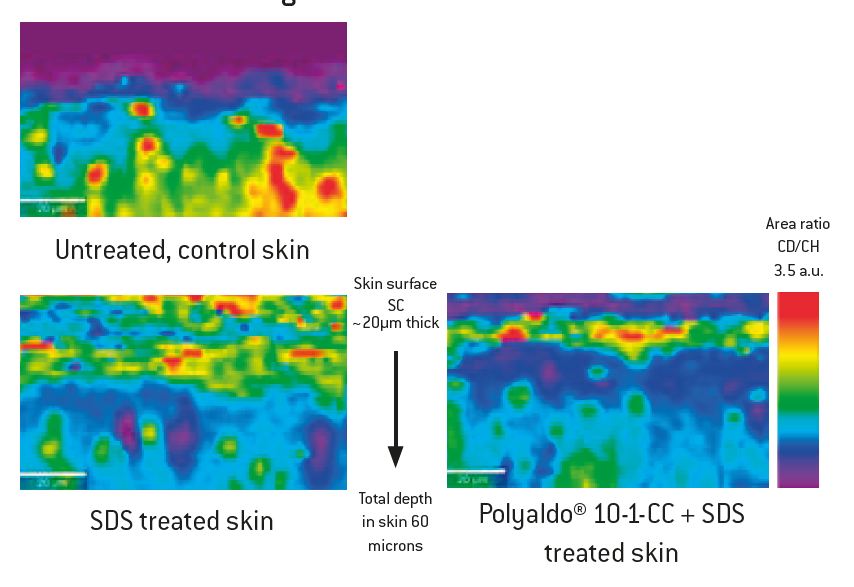 Untreated, control skin
Area ratio
CD/CH
3.5 a.u.
Skin surface
SC
~20µm thick
20 µm
Total depth
in skin 60
microns
SDS treated skin
Polyaldo® 10-1-CC + SDS
treated skin